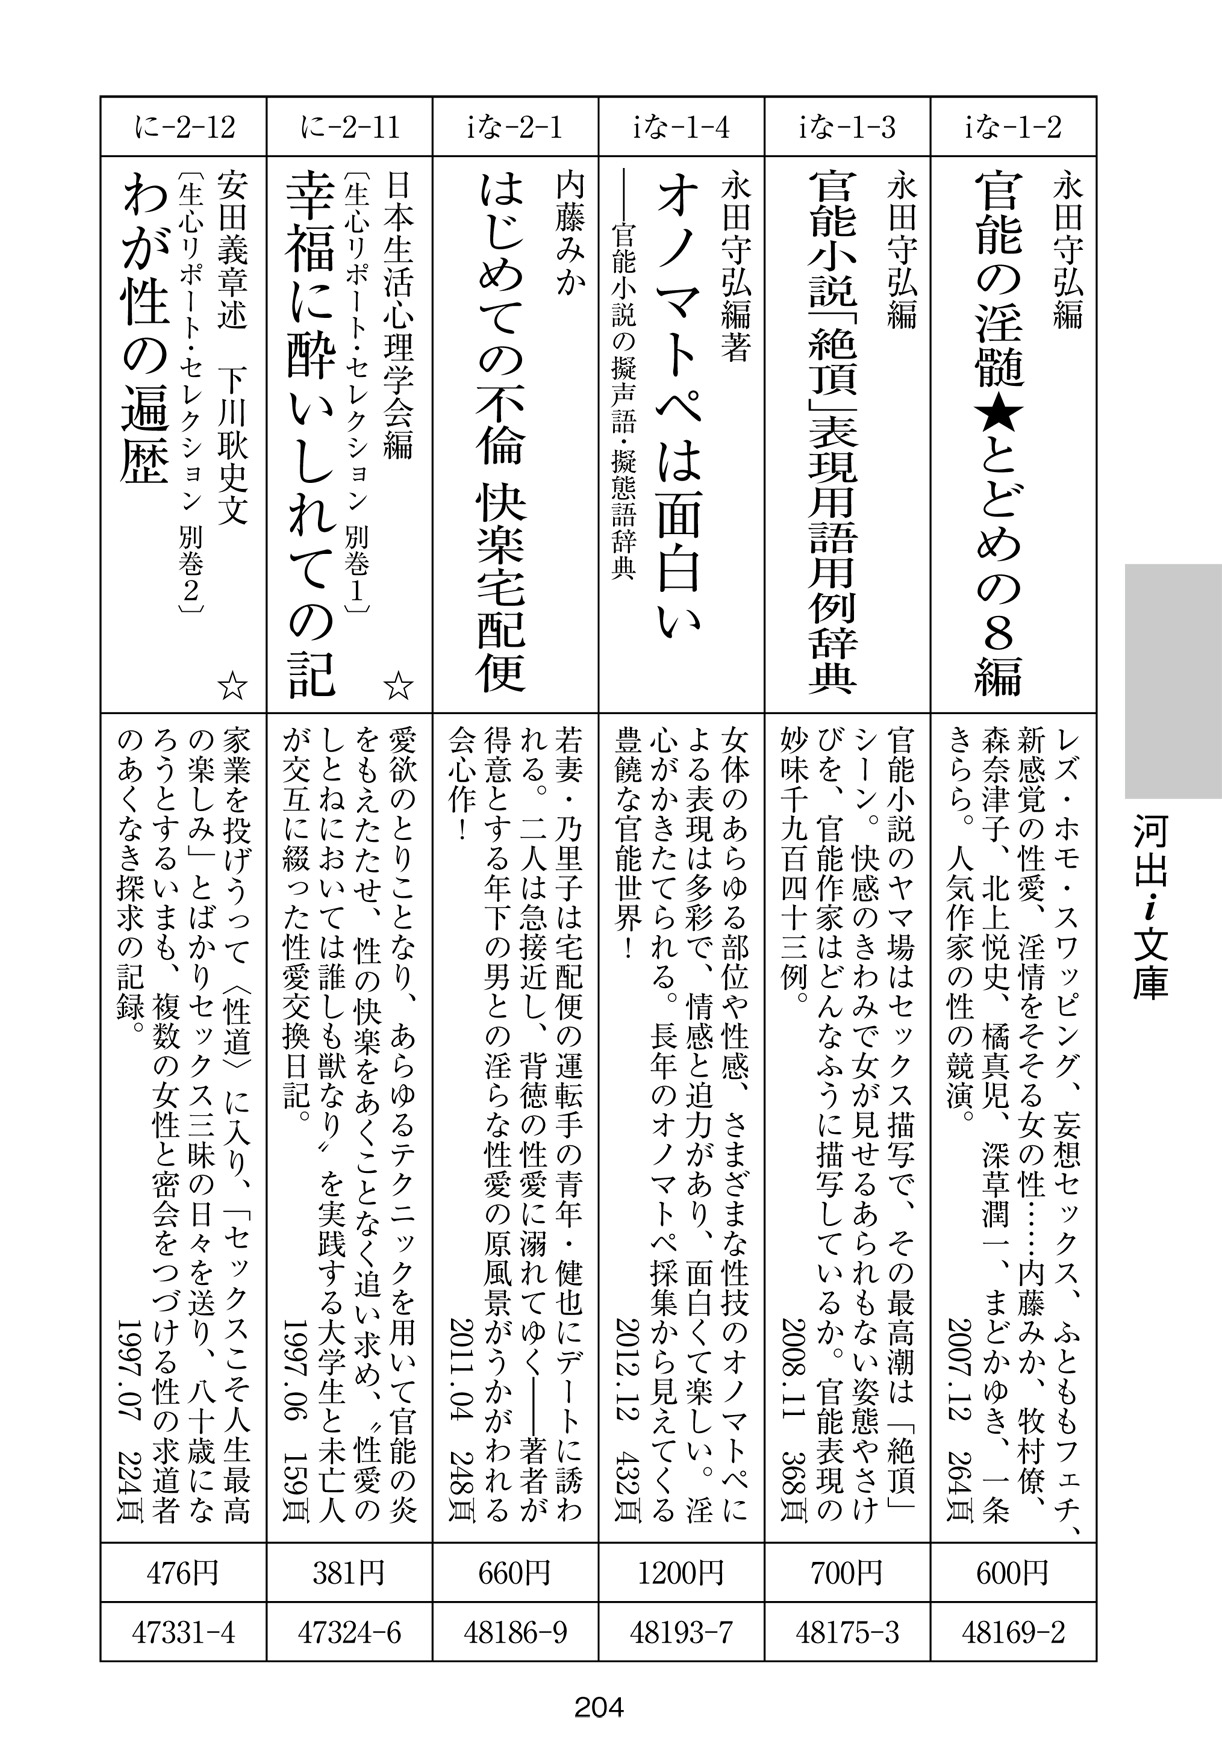 河出i文庫
iな-1-2
永田守弘編
官能の淫髄★とどめの８編
レズ・ホモ・スワッピング、妄想セックス、ふとももフェチ、
新感覚の性愛、淫情をそそる女の性……内藤みか、牧村僚、
森奈津子、北上悦史、橘真児、深草潤一、まどかゆき、一条
きらら。人気作家の性の競演。
2007.12 264頁
600円
48169-2
iな-1-3
永田守弘編
官能小説「絶頂」表現用語用例辞典
官能小説のヤマ場はセックス描写で、その最高潮は「絶頂」
シーン。快感のきわみで女が見せるあられもない姿態やさけ
びを、官能作家はどんなふうに描写しているか。官能表現の
妙味千九百四十三例。
2008.11 368頁
700円
48175-3
iな-1-4
永田守弘編著
オノマトペは面白い
――官能小説の擬声語・擬態語辞典
女体のあらゆる部位や性感、さまざまな性技のオノマトペに
よる表現は多彩で、情感と迫力があり、面白くて楽しい。淫
心がかきたてられる。長年のオノマトペ採集から見えてくる
豊饒な官能世界！
2012.12 432頁
1200円
48193-7
iな-2-1
内藤みか
はじめての不倫 快楽宅配便
若妻・乃里子は宅配便の運転手の青年・健也にデートに誘わ
れる。二人は急接近し、背徳の性愛に溺れてゆく――著者が
得意とする年下の男との淫らな性愛の原風景がうかがわれる
会心作！
2011.04 248頁
660円
48186-9
に-2-11
日本生活心理学会編 ☆
〔生心リポート・セレクション 別巻１〕
幸福に酔いしれての記
愛欲のとりことなり、あらゆるテクニックを用いて官能の炎
をもえたたせ、性の快楽をあくことなく追い求め、〝性愛の
しとねにおいては誰しも獣なり〟を実践する大学生と未亡人
が交互に綴った性愛交換日記。
1997.06 159頁
381円
47324-6
に-2-12
安田義章述 下川耿史文 ☆
〔生心リポート・セレクション 別巻２〕
わが性の遍歴
家業を投げうって〈性道〉に入り、「セックスこそ人生最高
の楽しみ」とばかりセックス三昧の日々を送り、八十歳にな
ろうとするいまも、複数の女性と密会をつづける性の求道者
のあくなき探求の記録。
1997.07 224頁
476円
47331-4
204